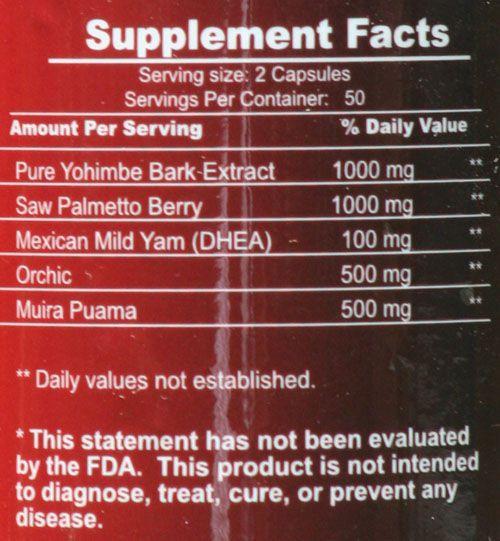 Supplement Facts
Serving size: 2 Capsules
Servings Per Container: 50
Amount Per Serving % Daily Value
Pure Yohimbe Bark Extract 1000 mg **
Saw Palmetto Berry 1000 mg **
Mexican Mild Yam (DHEA) 100 mg **
Orchic 500 mg **
Muira Puama 500 mg **
** Daily values not established.
* This statement has not been evaluated
by the FDA. This product is not intended
to diagnose, treat, cure, or prevent any
disease.